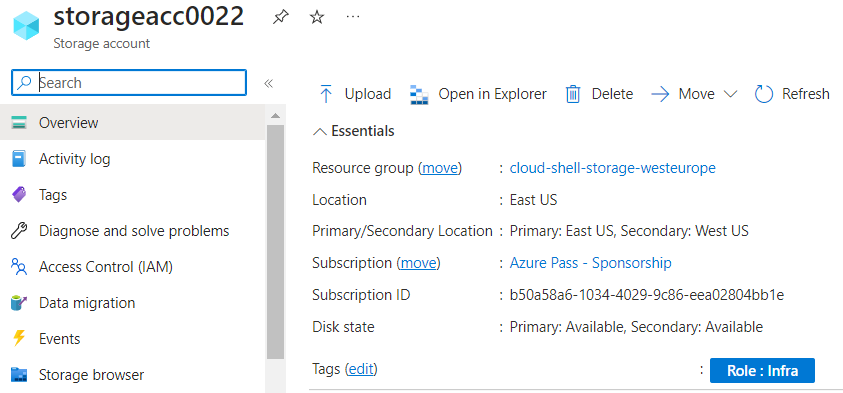 storageacc0022
Storage account
Search
Overview
Activity log
Tags
Diagnose and solve problems
Access Control (IAM)
Data migration
Events
Storage browser
Upload Open in Explorer Delete Move Refresh
Essentials
Resource group (move) : cloud-shell-storage-westeurope
Location : East US
Primary/Secondary Location : Primary: East US, Secondary: West US
Subscription (move) : Azure Pass - Sponsorship
Subscription ID : b50a58a6-1034-4029-9c86-eea02804bb1e
Disk state : Primary: Available, Secondary: Available
Tags (edit) : Role : Infra